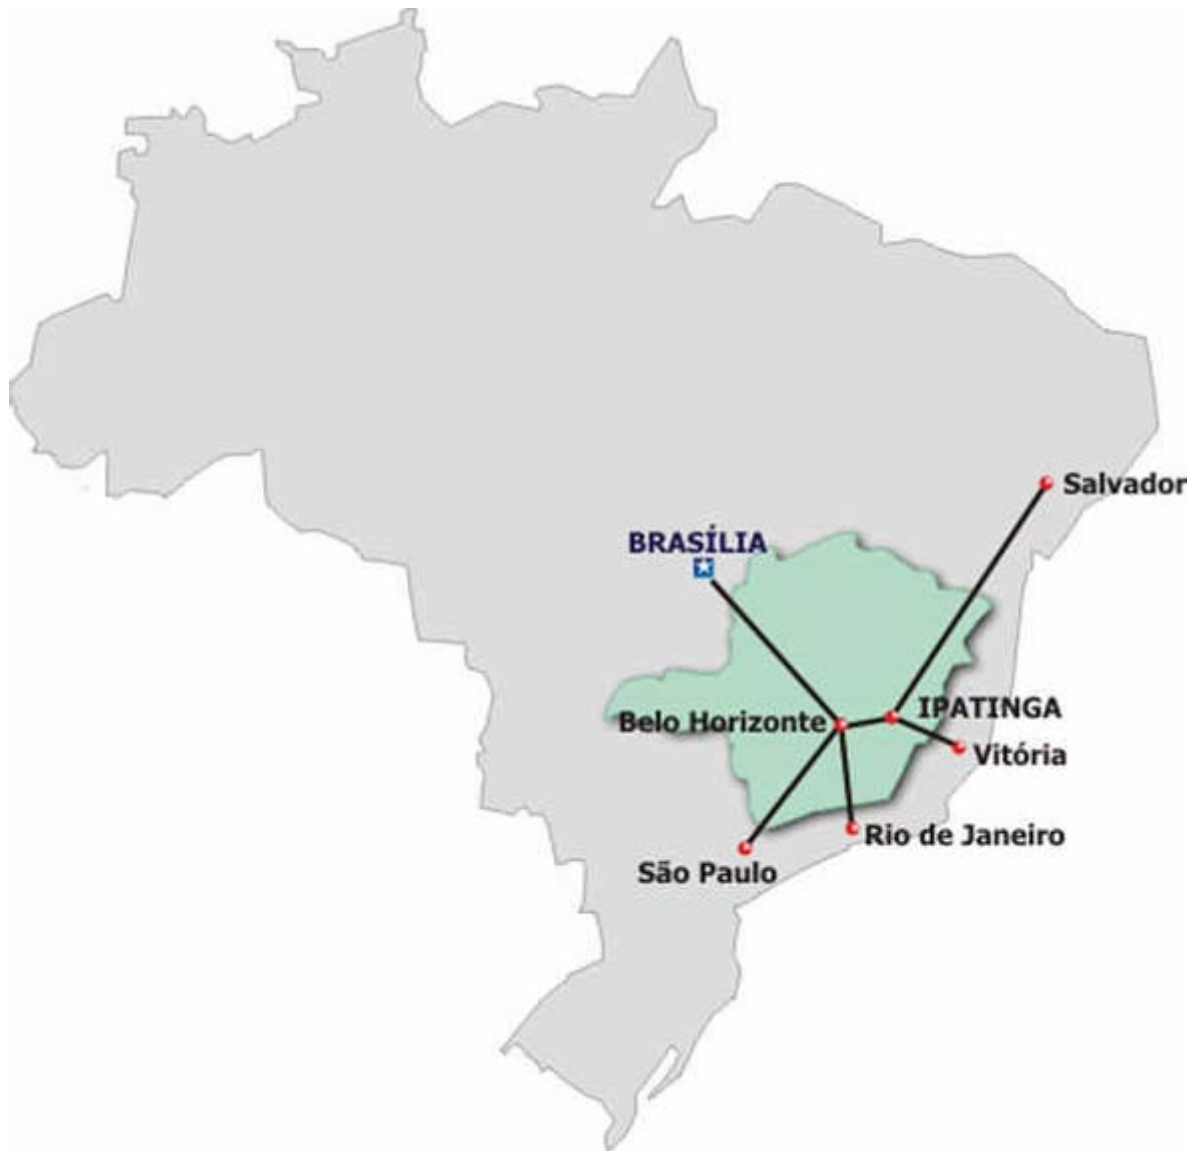 Salvador
BRASÍLIA
IPATINGA
Belo Horizonte
Vitória
Rio de Janeiro
São Paulo